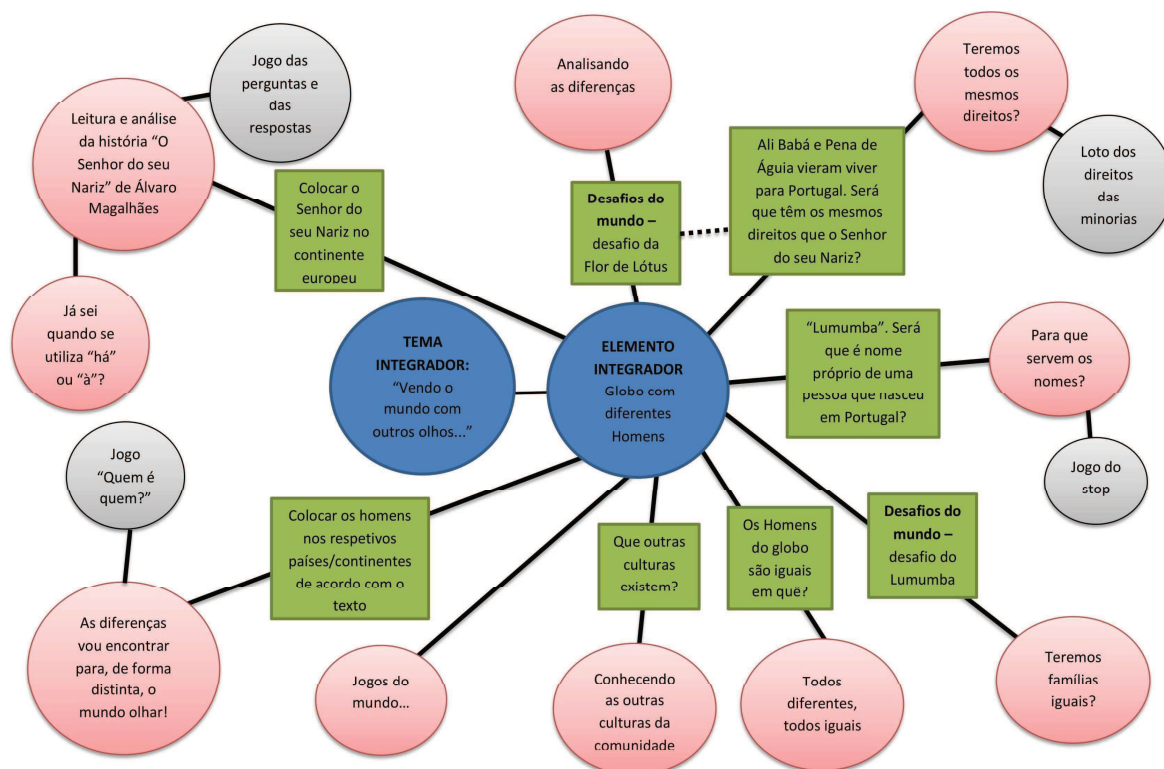 Jogo das
perguntas e
das
respostas
Leitura e análise
da história “O
Senhor do seu
Nariz” de Álvaro
Magalhães
Já sei
quando se
utiliza “há”
ou “à”?
Colocar o
Senhor do
seu Nariz no
continente
europeu
Analisando
as diferenças
Desafios do
mundo –
desafio da
Flor de Lótus
Ali Babá e Pena de
Águia vieram viver
para Portugal. Será
que têm os mesmos
direitos que o Senhor
do seu Nariz?
Teremos
todos os
mesmos
direitos?
Loto dos
direitos
das
minorias
TEMA
INTEGRADOR:
“Vendo o
mundo com
outros olhos...”
ELEMENTO
INTEGRADOR
Globo com
diferentes
Homens
“Lumumba”. Será
que é nome
próprio de uma
pessoa que nasceu
em Portugal?
Para que
servem os
nomes?
Jogo do
stop
Jogo
“Quem é
quem?”
Colocar os homens
nos respetivos
países/continentes
de acordo com o
texto
As diferenças
vou encontrar
para, de forma
distinta, o
mundo olhar!
Jogos do
mundo...
Que outras
culturas
existem?
Conhecendo
as outras
culturas da
comunidade
Os Homens
do globo
são iguais
em quê?
Todos
diferentes,
todos iguais
Desafios do
mundo –
desafio do
Lumumba
Teremos
famílias
iguais?